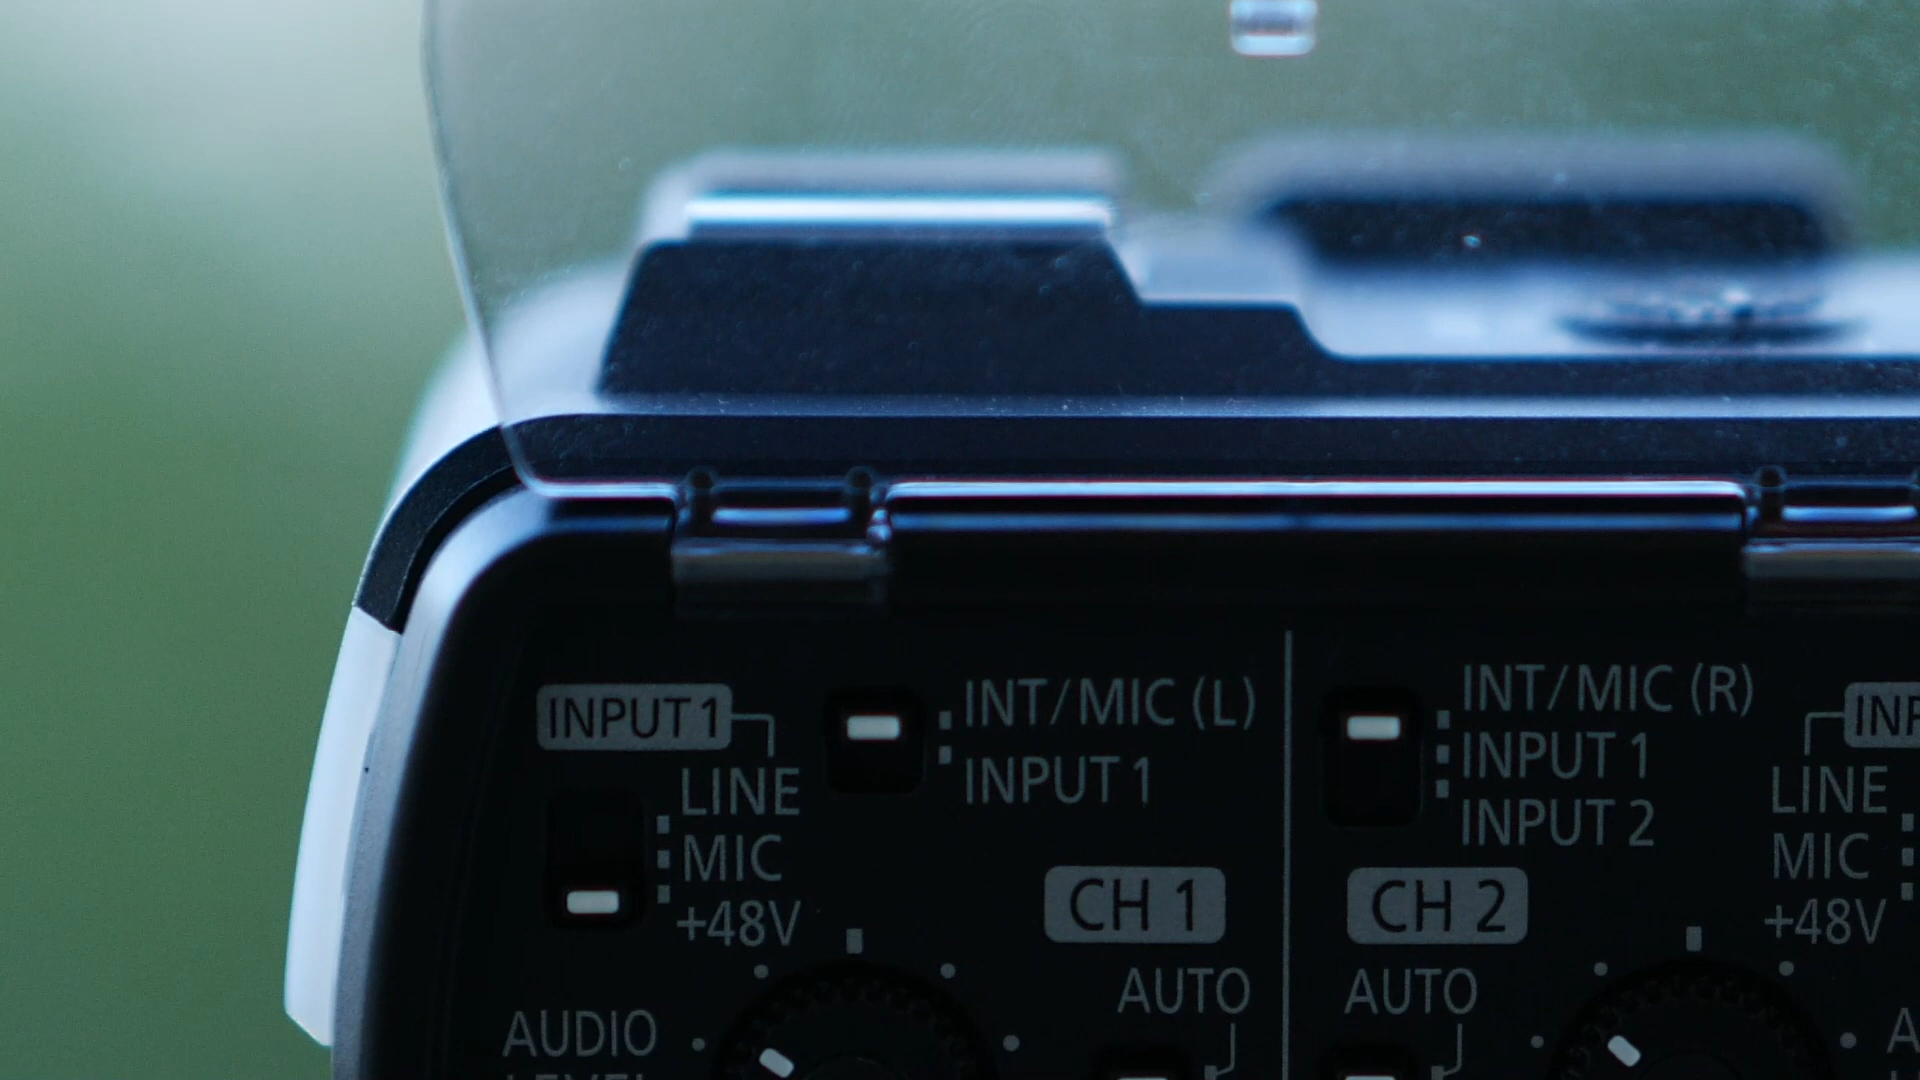 INPUT 1
LINE
MIC
+48V
INT/MIC (L)
INPUT 1
CH 1
AUTO
AUDIO
LEVEL
INT/MIC (R)
INPUT 1
INPUT 2
CH 2
AUTO
LINE
MIC
+48V